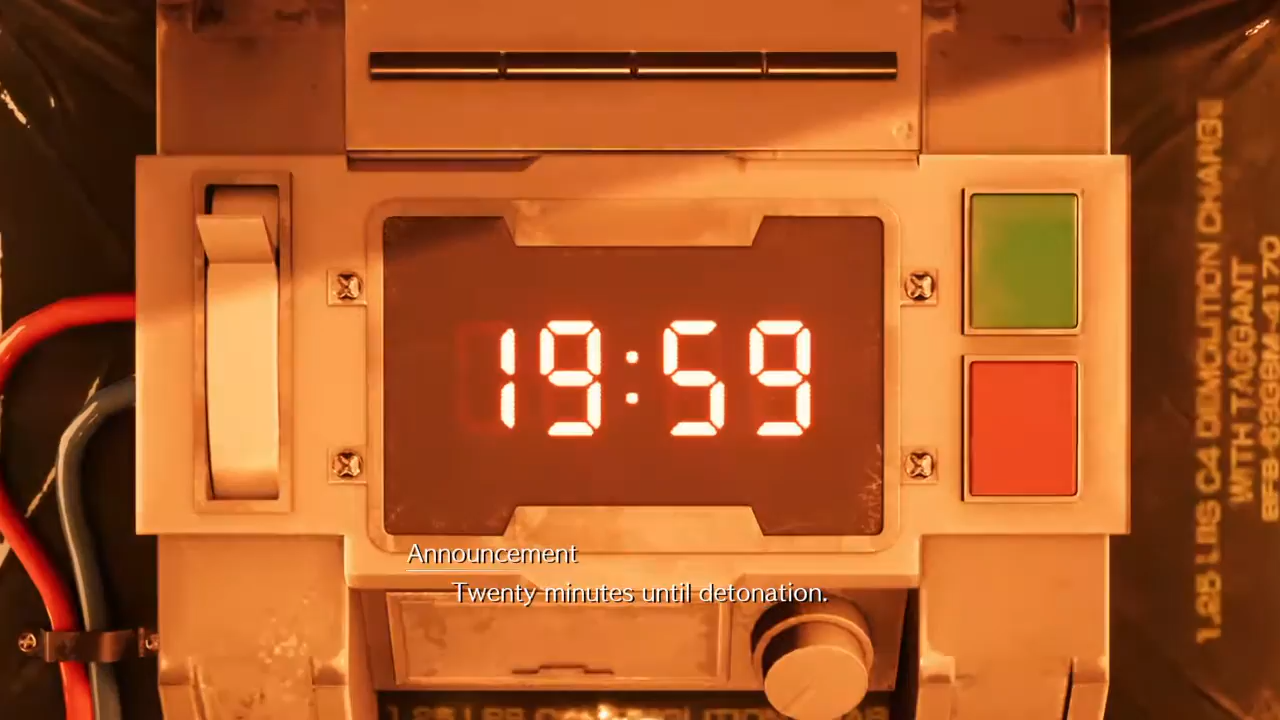 19:59
Announcement
Twenty minutes until detonation.
1.25 LBS C4 DEMOLITION CHARGE
WITH TAGGANT